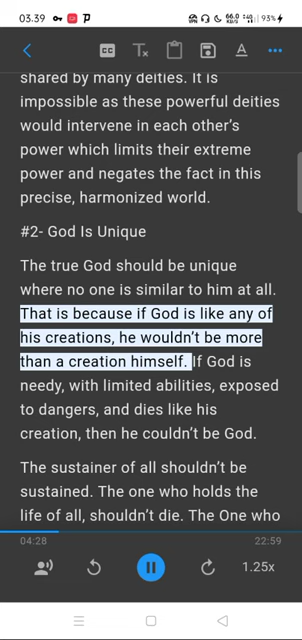 03.39
66.0
KB/s
93%
CC
shared by many deities. It is
impossible as these powerful deities
would intervene in each other's
power which limits their extreme
power and negates the fact in this
precise, harmonized world.
#2- God Is Unique
The true God should be unique
where no one is similar to him at all.
That is because if God is like any of
his creations, he wouldn't be more
than a creation himself. If God is
needy, with limited abilities, exposed
to dangers, and dies like his
creation, then he couldn't be God.
The sustainer of all shouldn't be
sustained. The one who holds the
life of all, shouldn't die. The One who
04:28
22:59
1.25x